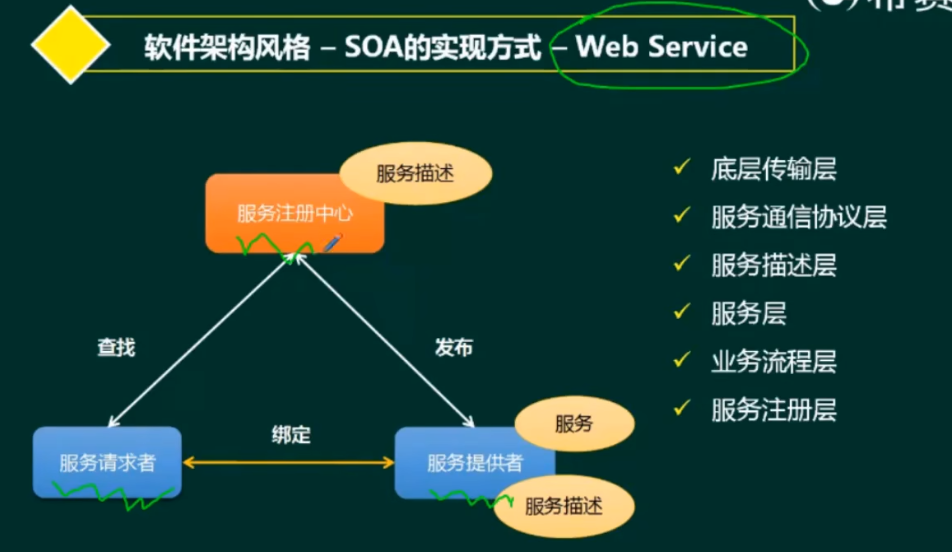 软件架构风格 – SOA的实现方式 – Web Service
服务描述
服务注册中心
查找
发布
服务请求者
绑定
服务提供者
服务
服务描述
✓ 底层传输层
✓ 服务通信协议层
✓ 服务描述层
✓ 服务层
✓ 业务流程层
✓ 服务注册层